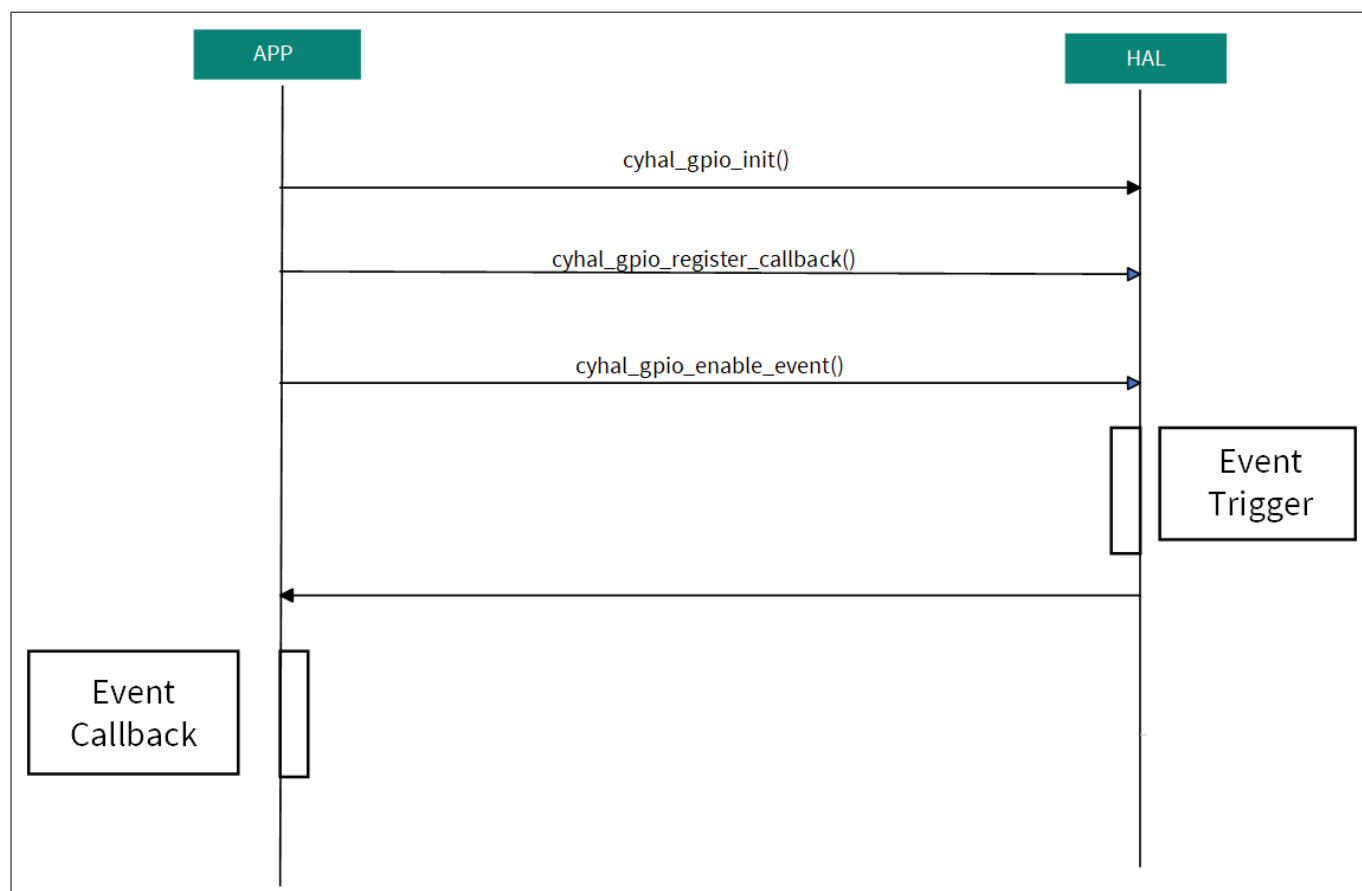 APP
HAL
cyhal_gpio_init()
cyhal_gpio_register_callback()
cyhal_gpio_enable_event()
Event
Trigger
Event
Callback